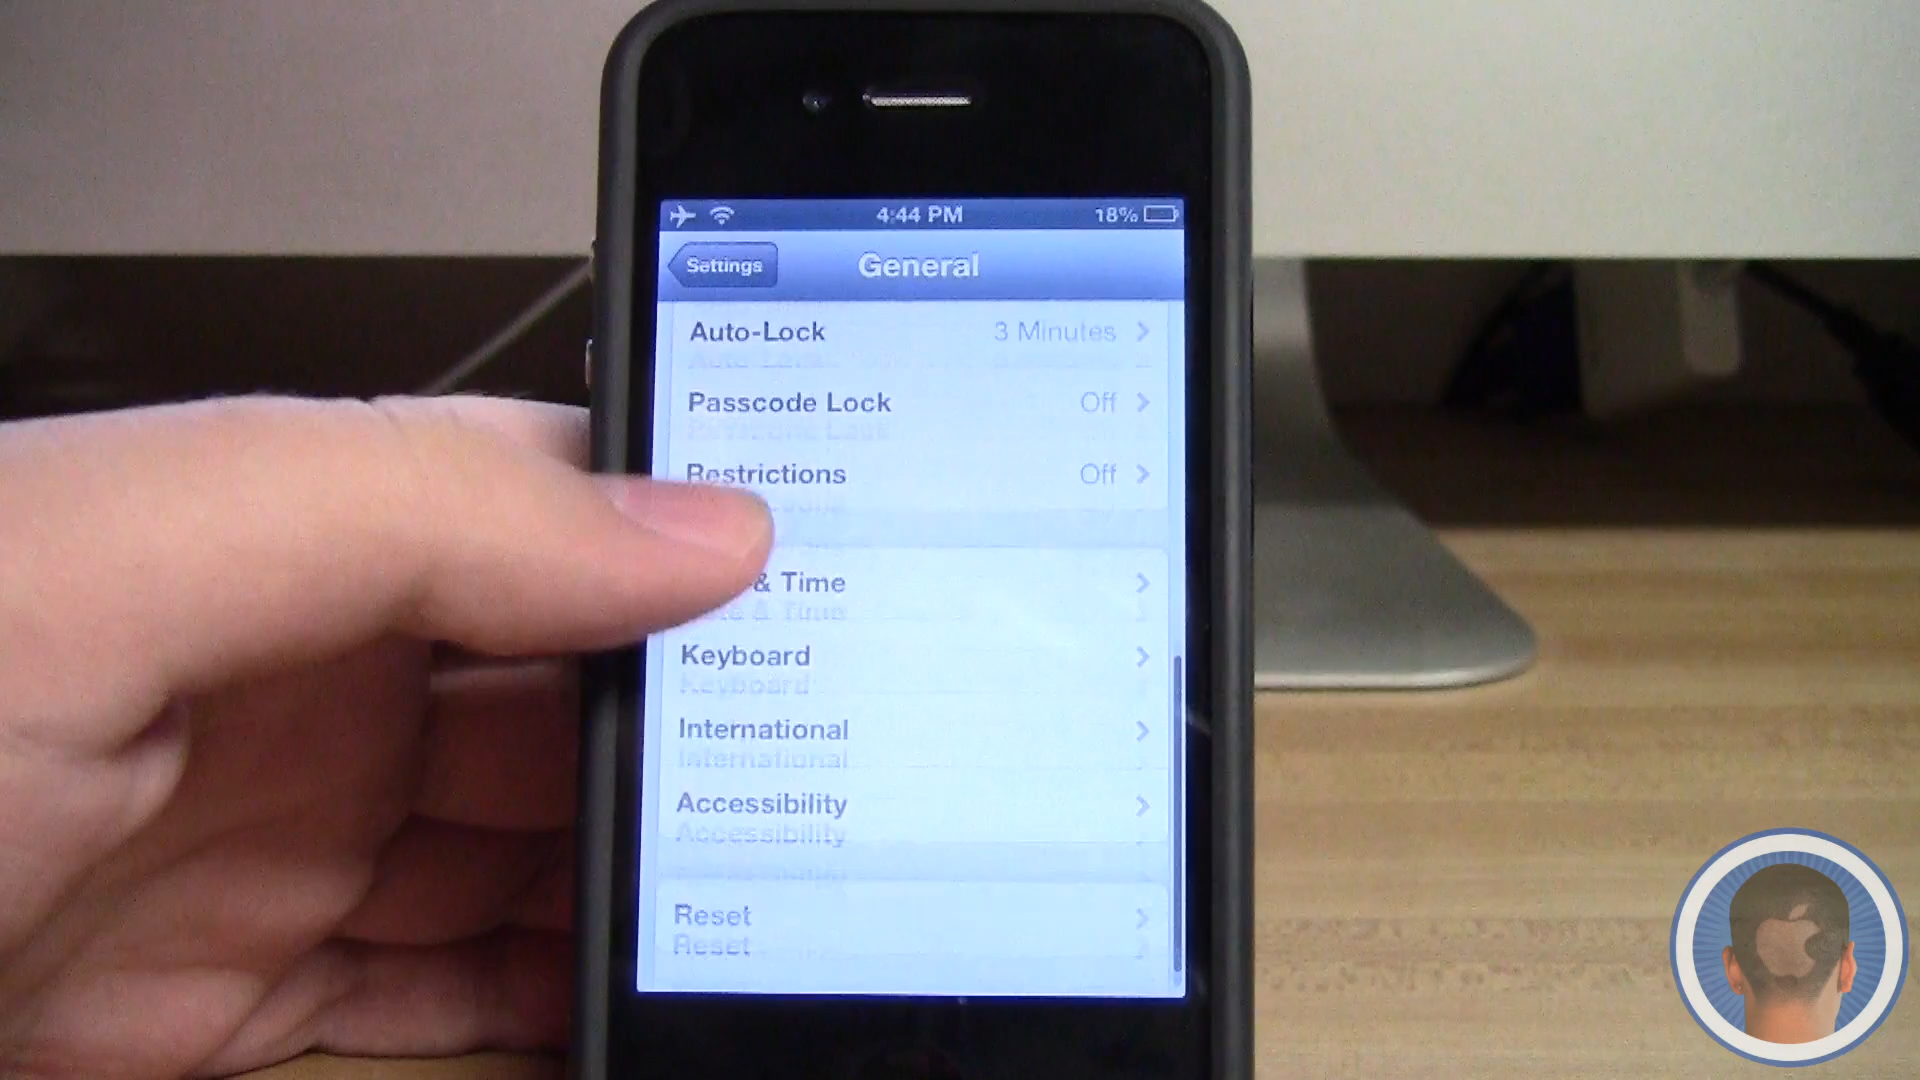 4:44 PM 18%
Settings General
Auto-Lock 3 Minutes
Passcode Lock Off
Restrictions Off
& Time
Keyboard
International
Accessibility
Reset